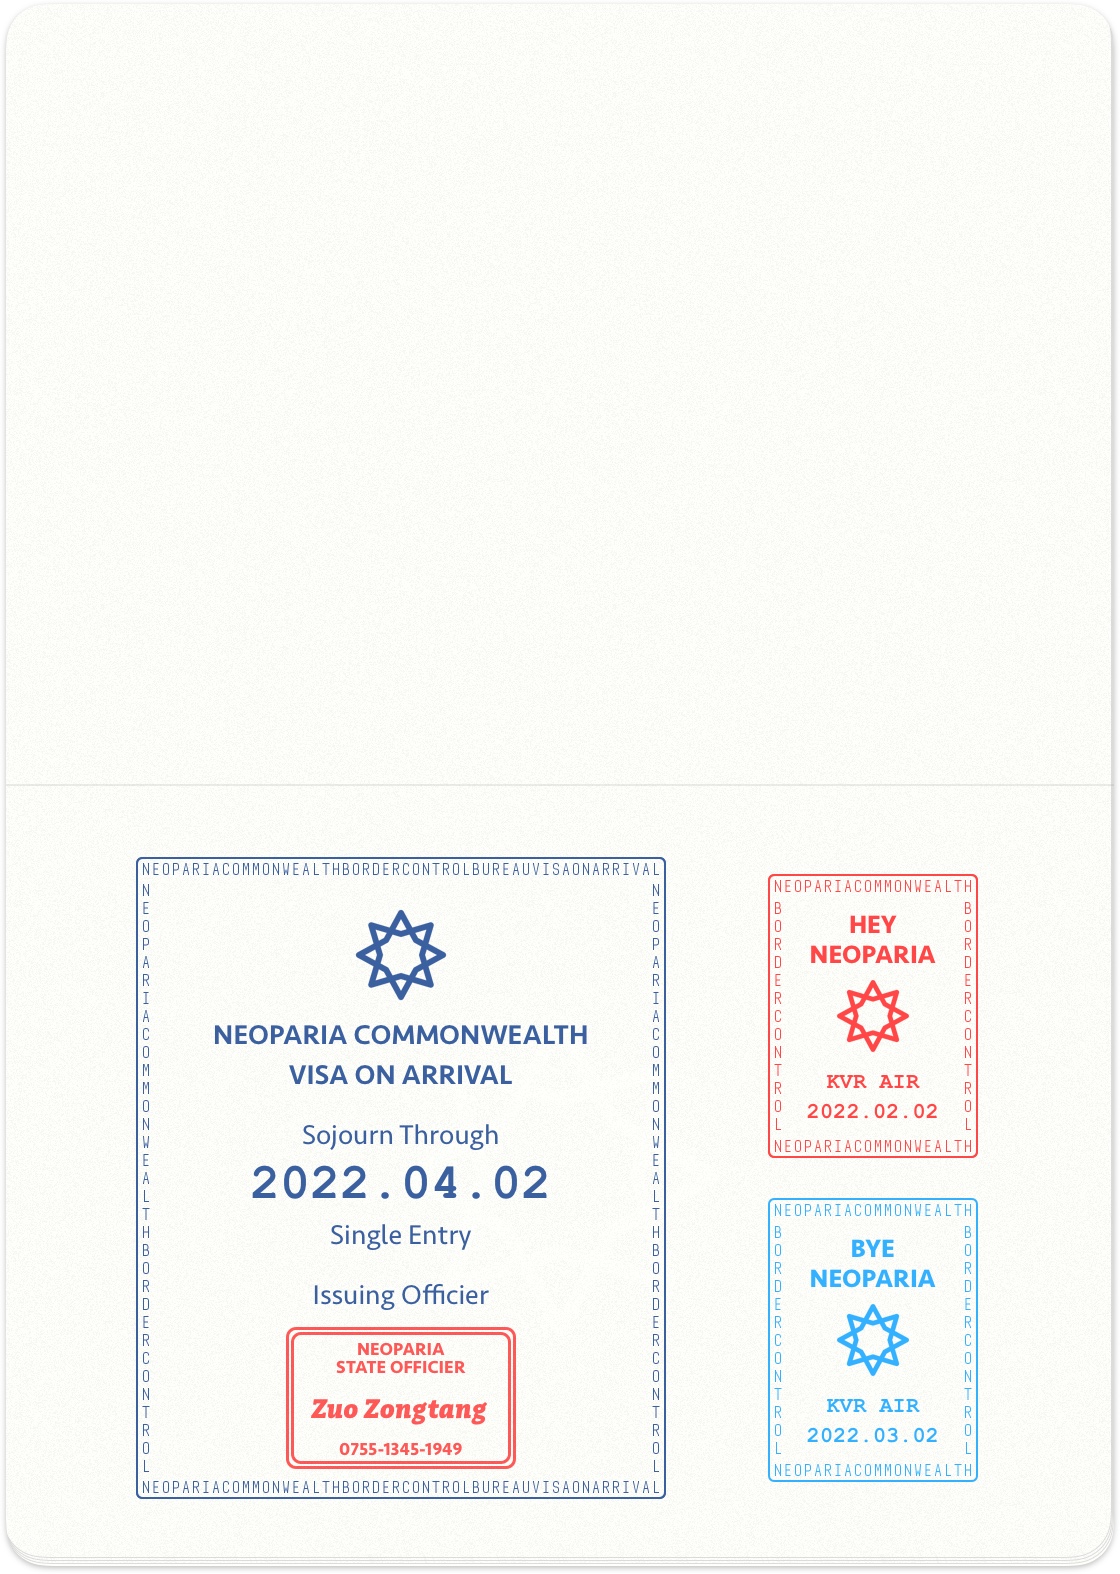 NEOPARIACOMMONWEALTHBORDERCONTROLBUREAUVISAONARRIVAL
NEOPARIACOMMONWEALTHBORDERCONTROL
NEOPARIA COMMONWEALTH
VISA ON ARRIVAL
Sojourn Through
2022.04.02
Single Entry
Issuing Officier
NEOPARIA
STATE OFFICIER
Zuo Zongtang
0755-1345-1949
NEOPARIACOMMONWEALTHBORDERCONTROL
NEOPARIACOMMONWEALTHBORDERCONTROLBUREAUVISAONARRIVAL
NEOPARIACOMMONWEALTH
BORDERCONTROL
HEY
NEOPARIA
KVR AIR
2022.02.02
BORDERCONTROL
NEOPARIACOMMONWEALTH
NEOPARIACOMMONWEALTH
BORDERCONTROL
BYE
NEOPARIA
KVR AIR
2022.03.02
BORDERCONTROL
NEOPARIACOMMONWEALTH